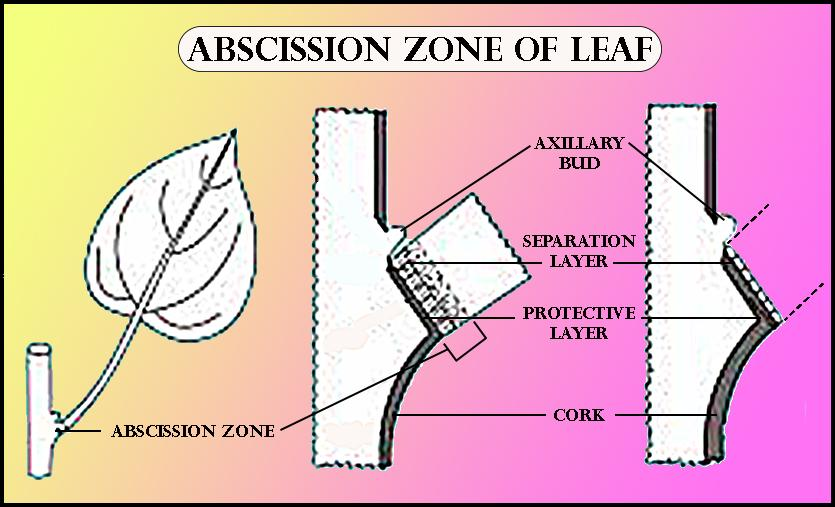 ABSCISSION ZONE OF LEAF
AXILLARY
BUD
SEPARATION
LAYER
PROTECTIVE
LAYER
CORK
ABSCISSION ZONE